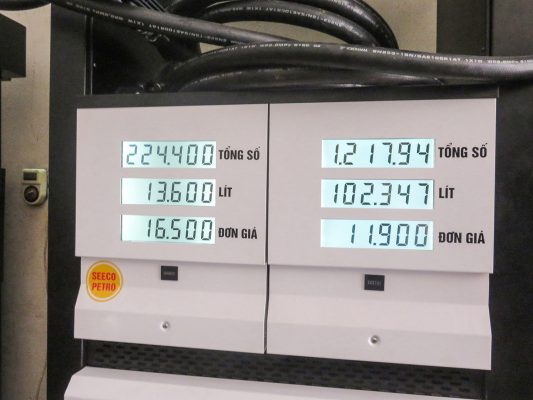 224.400 TỔNG SỐ
13.600 LÍT
16.500 ĐƠN GIÁ
SEECO
PETRO
1.217.94 TỔNG SỐ
102.347 LÍT
11.900 ĐƠN GIÁ